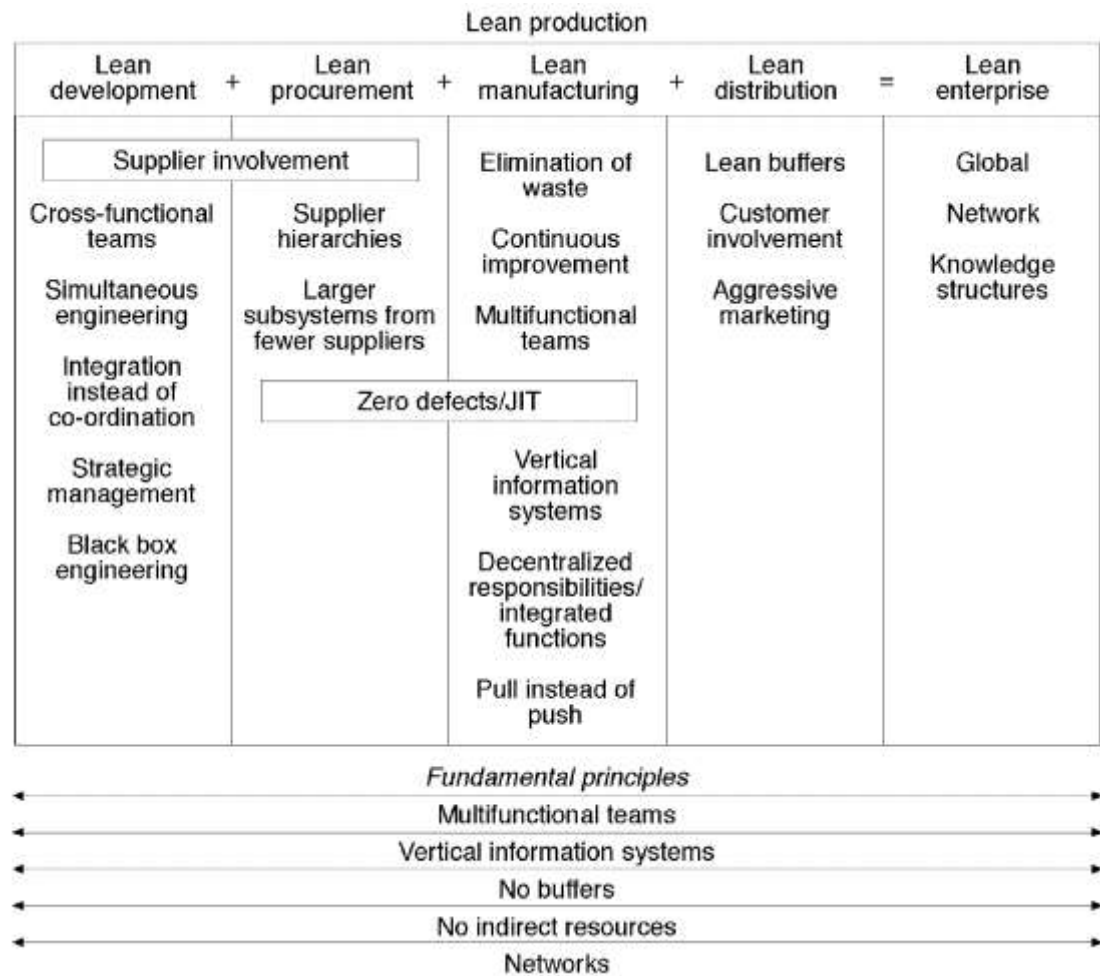 Lean production
Lean
development
+
Lean
procurement
+
Lean
manufacturing
+
Lean
distribution
=
Lean
enterprise
Supplier involvement
Cross-functional
teams
Simultaneous
engineering
Integration
instead of
co-ordination
Strategic
management
Black box
engineering
Supplier
hierarchies
Larger
subsystems from
fewer suppliers
Zero defects/JIT
Elimination of
waste
Continuous
improvement
Multifunctional
teams
Vertical
information
systems
Decentralized
responsibilities/
integrated
functions
Pull instead of
push
Lean buffers
Customer
involvement
Aggressive
marketing
Global
Network
Knowledge
structures
Fundamental principles
Multifunctional teams
Vertical information systems
No buffers
No indirect resources
Networks